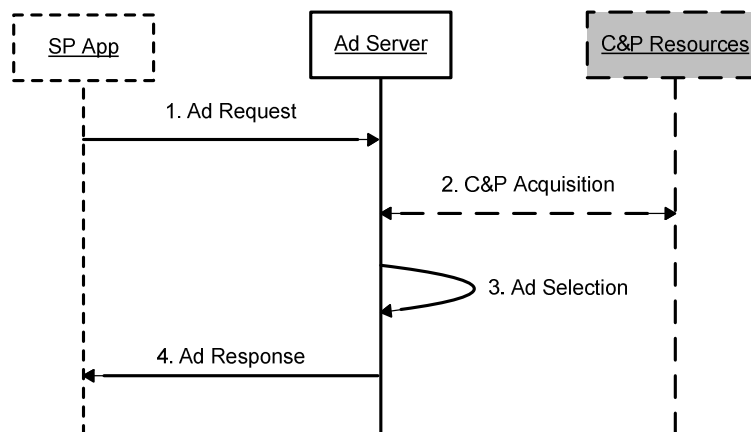 SP App
Ad Server
C&P Resources
1. Ad Request
2. C&P Acquisition
3. Ad Selection
4. Ad Response